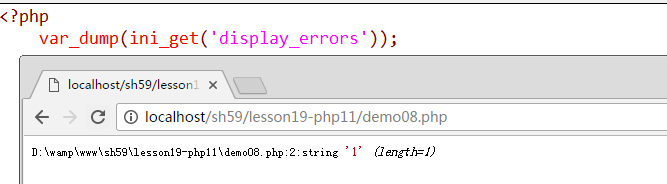 <?php
var_dump(ini_get('display_errors'));
localhost/sh59/lesson1
localhost/sh59/lesson19-php11/demo08.php
D:\wamp\www\sh59\lesson19-php11\demo08.php:2:string '1' (length=1)